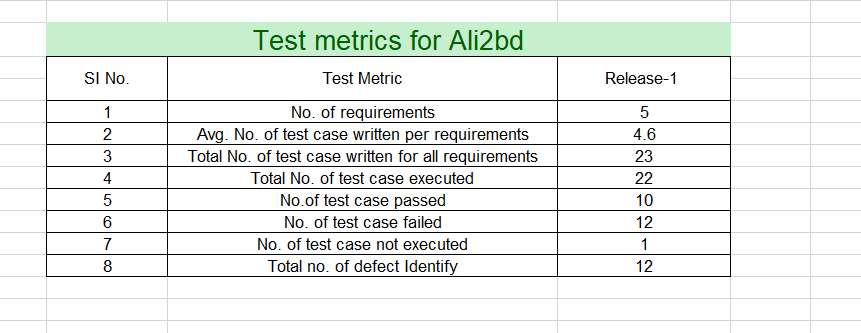 Test metrics for Ali2bd
SI No. Test Metric Release-1
1 No. of requirements 5
2 Avg. No. of test case written per requirements 4.6
3 Total No. of test case written for all requirements 23
4 Total No. of test case executed 22
5 No.of test case passed 10
6 No. of test case failed 12
7 No. of test case not executed 1
8 Total no. of defect Identify 12